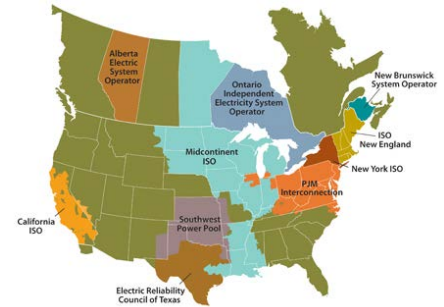 Alberta
Electric
System
Operator
Ontario
Independent
Electricity System
Operator
New Brunswick
System Operator
ISO
New England
Midcontinent
ISO
New York ISO
PJM
Interconnection
California
ISO
Southwest
Power Pool
Electric Reliability
Council of Texas